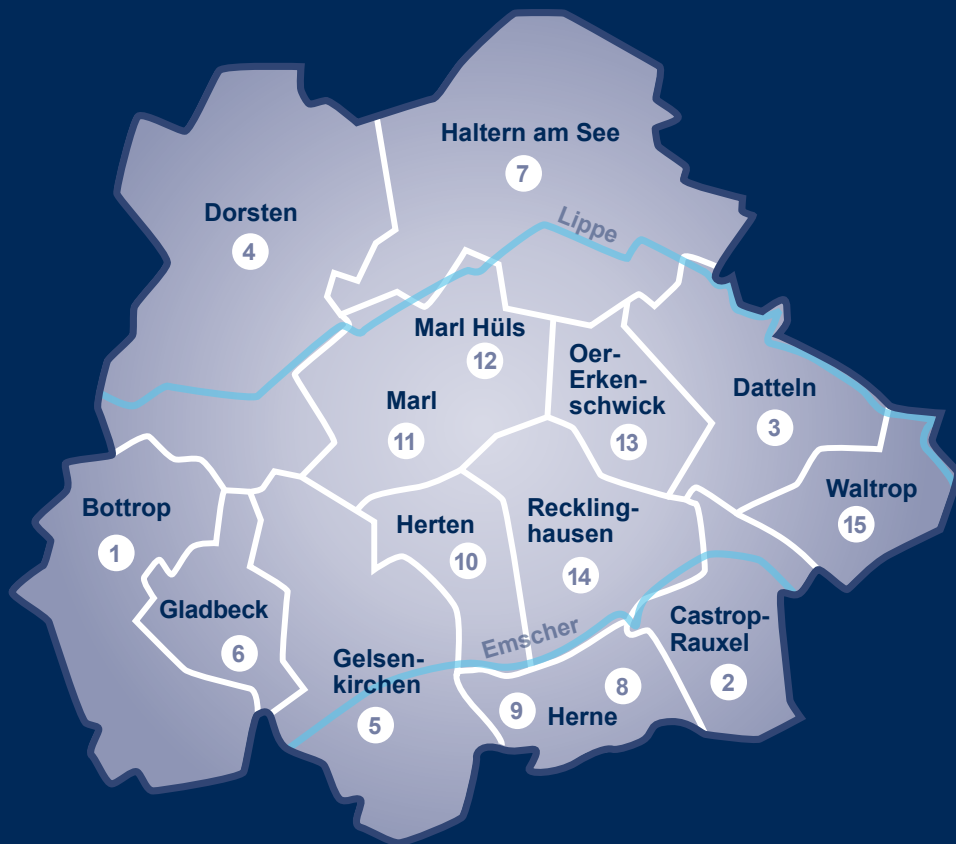 Haltern am See
7
Lippe
Dorsten
4
Marl Hüls
12
Oer-
Erken-
schwick
13
Datteln
3
Marl
11
Waltrop
15
Bottrop
1
Herten
10
Reckling-
hausen
14
Gladbeck
6
Emscher
Castrop-
Rauxel
2
Gelsen-
kirchen
5
9
Herne
8